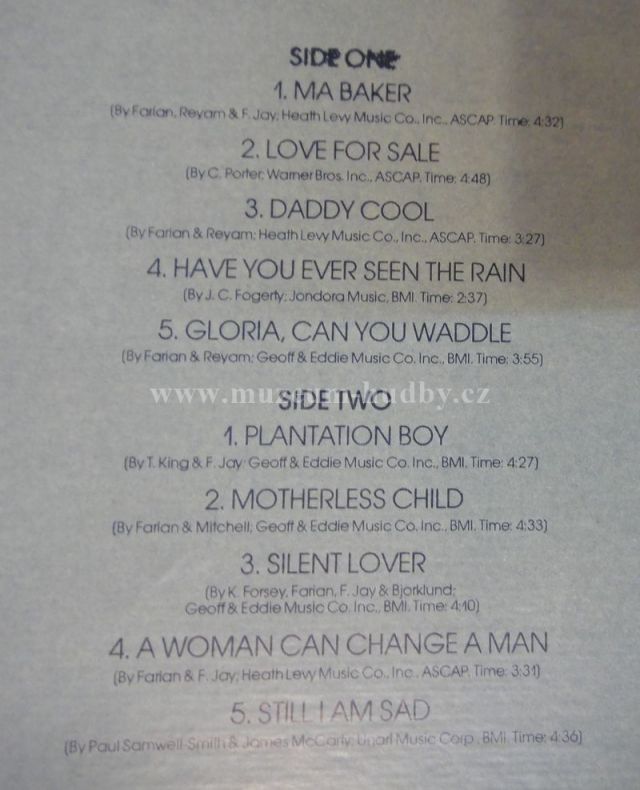 SIDE ONE
1. MA BAKER
(By Farian, Reyam & F. Jay; Heath Levy Music Co., Inc., ASCAP. Time: 4:32)
2. LOVE FOR SALE
(By C. Porter; Warner Bros. Inc., ASCAP. Time: 4:48)
3. DADDY COOL
(By Farian & Reyam; Heath Levy Music Co., Inc., ASCAP. Time: 3:27)
4. HAVE YOU EVER SEEN THE RAIN
(By J. C. Fogerty; Jondora Music, BMI. Time: 2:37)
5. GLORIA, CAN YOU WADDLE
(By Farian & Reyam; Geoff & Eddie Music Co. Inc., BMI. Time: 3:55)
www.muzeum-hudby.cz
SIDE TWO
1. PLANTATION BOY
(By T. King & F. Jay; Geoff & Eddie Music Co. Inc., BMI. Time: 4:27)
2. MOTHERLESS CHILD
(By Farian & Mitchell; Geoff & Eddie Music Co. Inc., BMI. Time: 4:33)
3. SILENT LOVER
(By K. Forsey, Farian, F. Jay & Bjorklund;
Geoff & Eddie Music Co. Inc., BMI. Time: 4:10)
4. A WOMAN CAN CHANGE A MAN
(By Farian & F. Jay; Heath Levy Music Co., Inc., ASCAP. Time: 3:31)
5. STILL I AM SAD
(By Paul Samwell-Smith & James McCarty; Unart Music Corp., BMI. Time: 4:36)